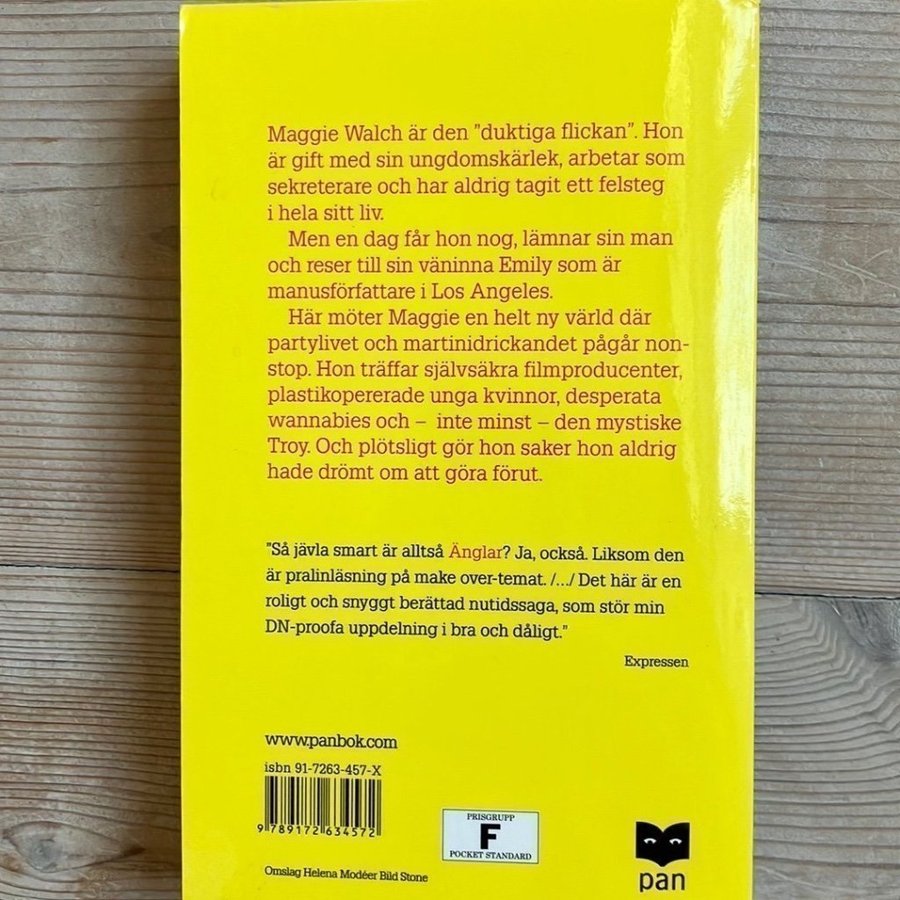 Maggie Walch är den "duktiga flickan". Hon
är gift med sin ungdomskärlek, arbetar som
sekreterare och har aldrig tagit ett felsteg
i hela sitt liv.
Men en dag får hon nog, lämnar sin man
och reser till sin väninna Emily som är
manusförfattare i Los Angeles.
Här möter Maggie en helt ny värld där
partylivet och martinidrickandet pågår non-
stop. Hon träffar självsäkra filmproducenter,
plastikopererade unga kvinnor, desperata
wannabies och – inte minst – den mystiske
Troy. Och plötsligt gör hon saker hon aldrig
hade drömt om att göra förut.
"Så jävla smart är alltså Änglar? Ja, också. Liksom den
är pralinläsning på make over-temat. /.../ Det här är en
roligt och snyggt berättad nutidssaga, som stör min
DN-proofa uppdelning i bra och dåligt."
Expressen
www.panbok.com
isbn 91-7263-457-X
9 789172 634572
PRISGRUPP
F
POCKET STANDARD
pan
Omslag Helena Modéer Bild Stone